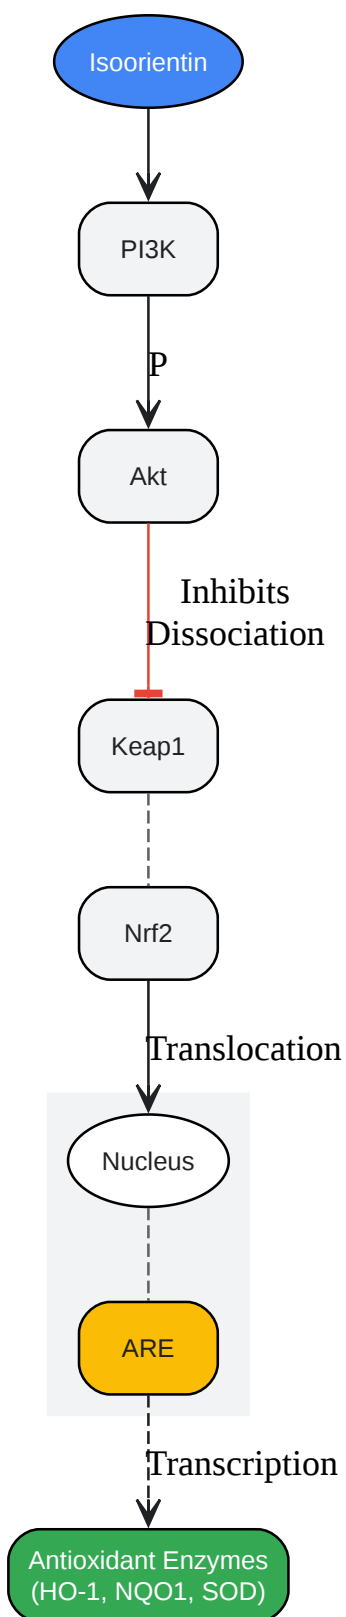 Isoorientin
PI3K
P
Akt
Inhibits
Dissociation
Keap1
Nrf2
Translocation
Nucleus
ARE
Transcription
Antioxidant Enzymes
(HO-1, NQO1, SOD)